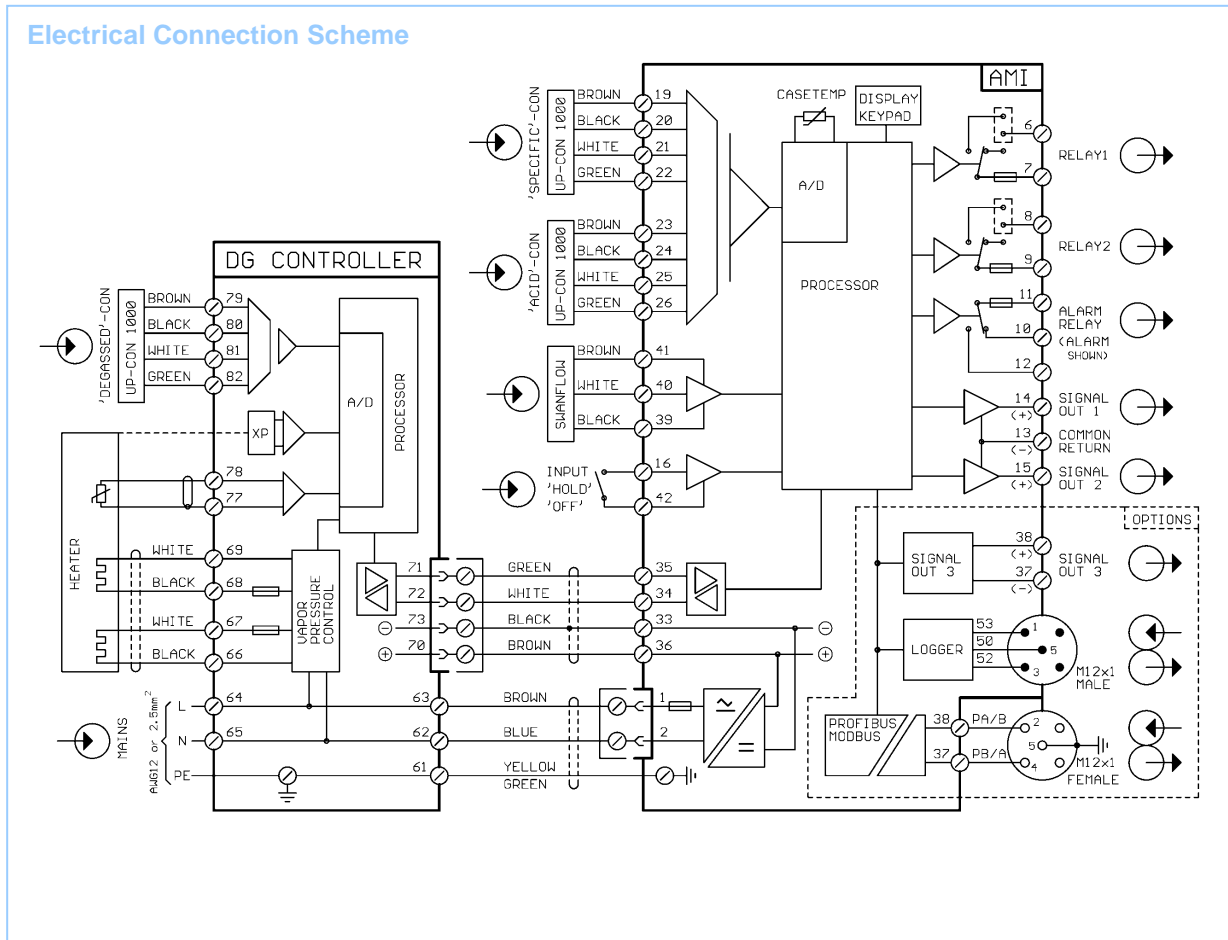 Electrical Connection Scheme
AMI
'SPECIFIC'-CON
UP-CON 1000
BROWN 19
BLACK 20
WHITE 21
GREEN 22
CASETEMP
DISPLAY
KEYPAD
A/D
PROCESSOR
6
7
RELAY1
8
9
RELAY2
'ACID'-CON
UP-CON 1000
BROWN 23
BLACK 24
WHITE 25
GREEN 26
11
10
12
ALARM
RELAY
(ALARM
SHOWN)
DG CONTROLLER
'DEGASSED'-CON
UP-CON 1000
BROWN 79
BLACK 80
WHITE 81
GREEN 82
A/D
PROCESSOR
XP
SWANFLOW
BROWN 41
WHITE 40
BLACK 39
14
(+)
SIGNAL
OUT 1
13
(-)
COMMON
RETURN
15
(+)
SIGNAL
OUT 2
INPUT
'HOLD'
'OFF'
16
42
HEATER
78
77
WHITE 69
BLACK 68
WHITE 67
BLACK 66
VAPOR
PRESSURE
CONTROL
71 GREEN 35
72 WHITE 34
73 BLACK 33
70 BROWN 36
OPTIONS
SIGNAL
OUT 3
38
(+)
37
(-)
SIGNAL
OUT 3
LOGGER
53
50
52
1
5
3
M12x1
MALE
MAINS
AWG12 or 2.5mm²
L 64
N 65
PE
63 BROWN 1
62 BLUE 2
61 YELLOW
GREEN
PROFIBUS
MODBUS
38 PA/B
37 PB/A
2
5
4
M12x1
FEMALE